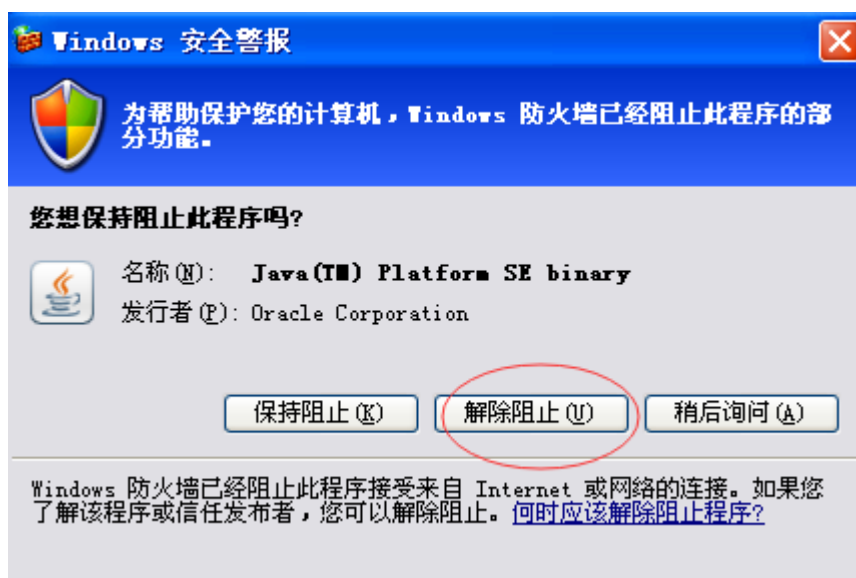 Windows 安全警报
为帮助保护您的计算机，Windows 防火墙已经阻止此程序的部
分功能。
您想保持阻止此程序吗?
名称(N): Java(TM) Platform SE binary
发行者(P): Oracle Corporation
保持阻止(K) 解除阻止(U) 稍后询问(A)
Windows 防火墙已经阻止此程序接受来自 Internet 或网络的连接。如果您
了解该程序或信任发布者，您可以解除阻止。何时应该解除阻止程序?